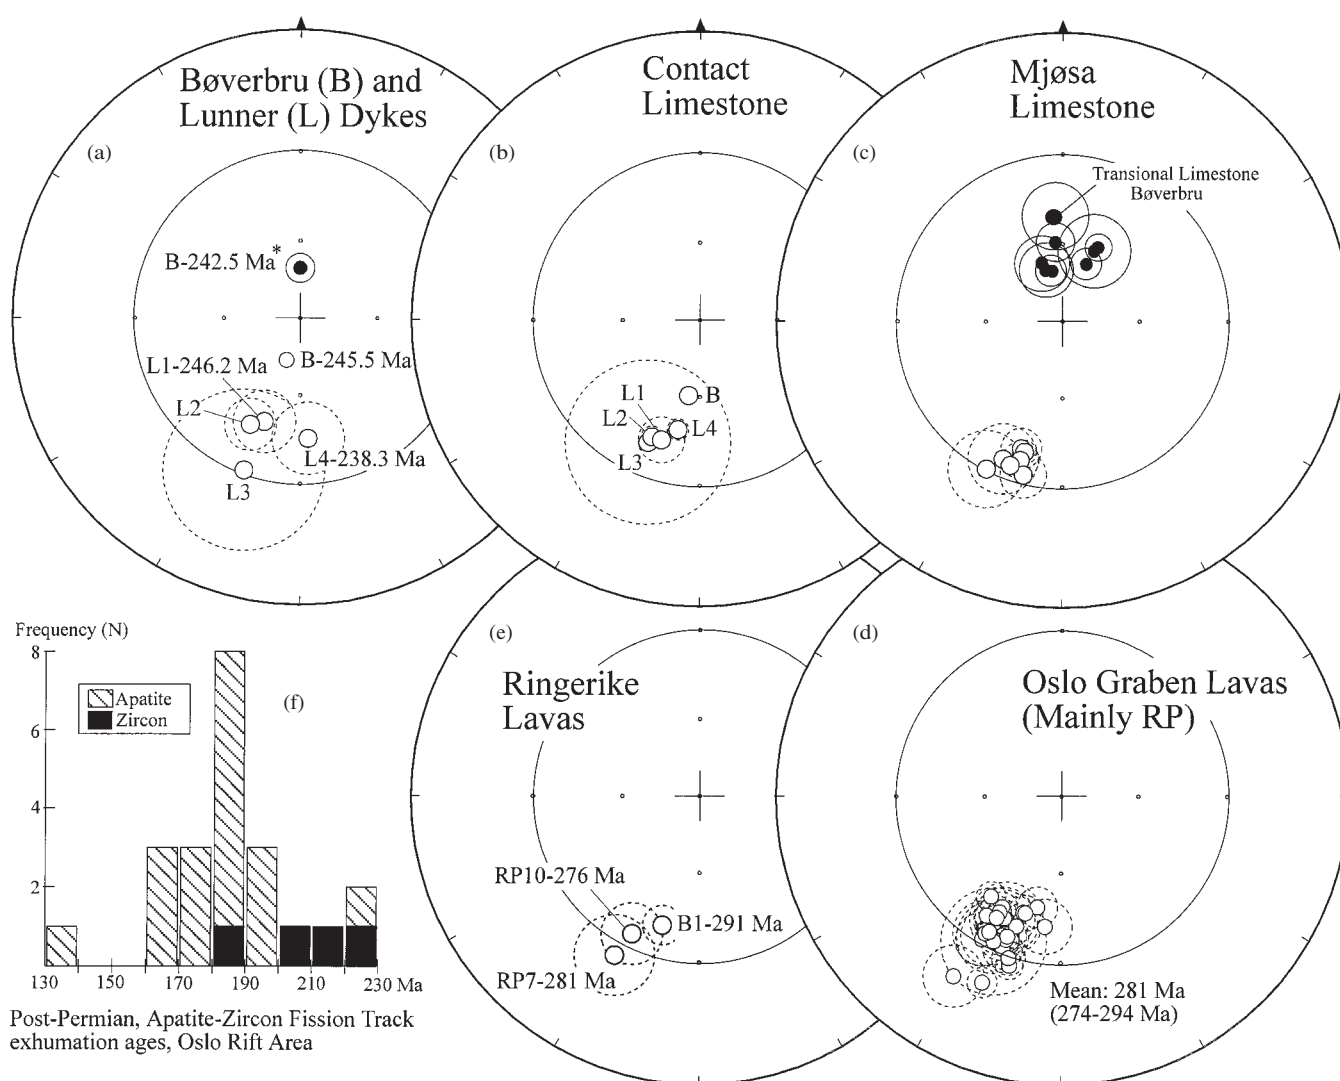 Bøverbru (B) and
Lunner (L) Dykes
(a)
B-242.5 Ma*
B-245.5 Ma
L1-246.2 Ma
L2
L4-238.3 Ma
L3
Contact
Limestone
(b)
L1
B
L2
L4
L3
Mjøsa
Limestone
(c)
Transional Limestone
Bøverbru
Frequency (N)
8
6
4
2
Apatite
Zircon
(f)
130
150
170
190
210
230 Ma
Post-Permian, Apatite-Zircon Fission Track
exhumation ages, Oslo Rift Area
(e)
Ringerike
Lavas
RP10-276 Ma
B1-291 Ma
RP7-281 Ma
(d)
Oslo Graben Lavas
(Mainly RP)
Mean: 281 Ma
(274-294 Ma)